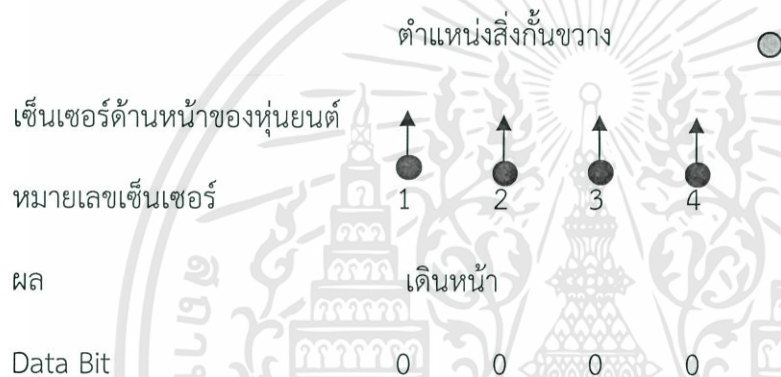 ตำแหน่งสิ่งกั้นขวาง
เซ็นเซอร์ด้านหน้าของหุ่นยนต์
หมายเลขเซ็นเซอร์ 1 2 3 4
ผล เดินหน้า
Data Bit 0 0 0 0